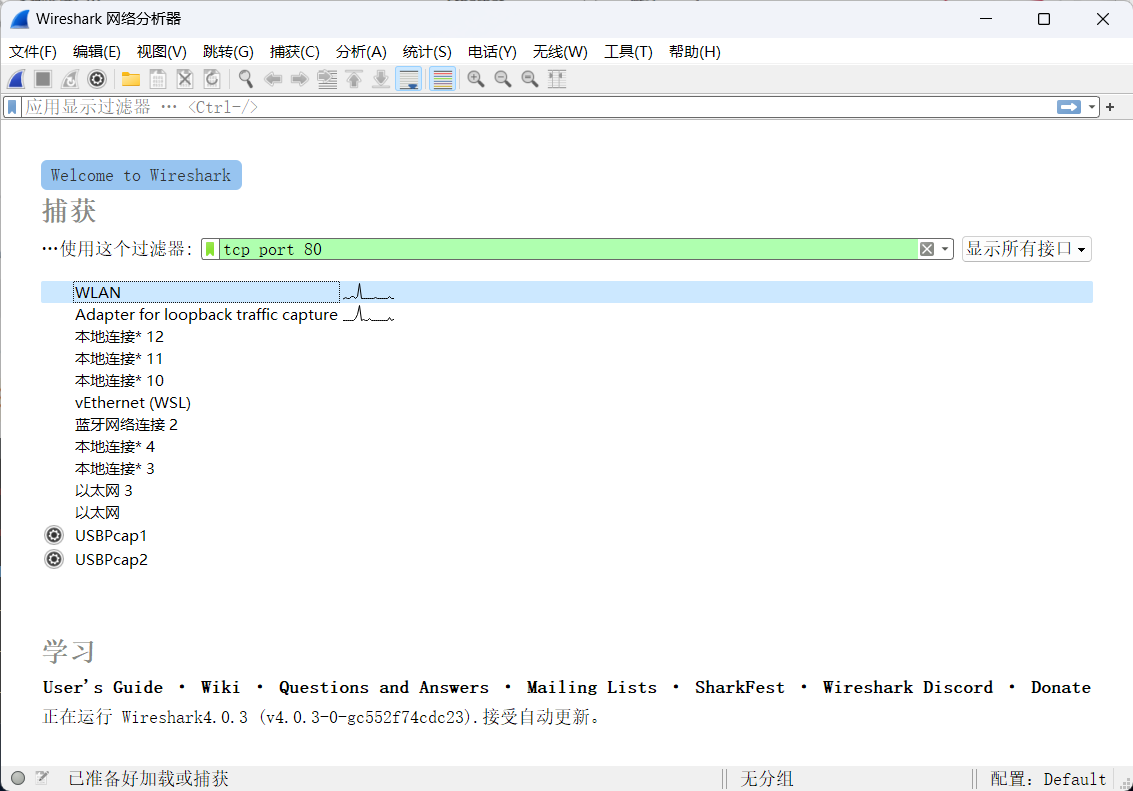 Wireshark 网络分析器
文件(F) 编辑(E) 视图(V) 跳转(G) 捕获(C) 分析(A) 统计(S) 电话(Y) 无线(W) 工具(T) 帮助(H)
应用显示过滤器 … <Ctrl-/>
+
Welcome to Wireshark
捕获
…使用这个过滤器: tcp port 80 显示所有接口
WLAN
Adapter for loopback traffic capture
本地连接* 12
本地连接* 11
本地连接* 10
vEthernet (WSL)
蓝牙网络连接 2
本地连接* 4
本地连接* 3
以太网 3
以太网
USBPcap1
USBPcap2
学习
User's Guide · Wiki · Questions and Answers · Mailing Lists · SharkFest · Wireshark Discord · Donate
正在运行 Wireshark4.0.3 (v4.0.3-0-gc552f74cdc23).接受自动更新。
已准备好加载或捕获 无分组 配置: Default